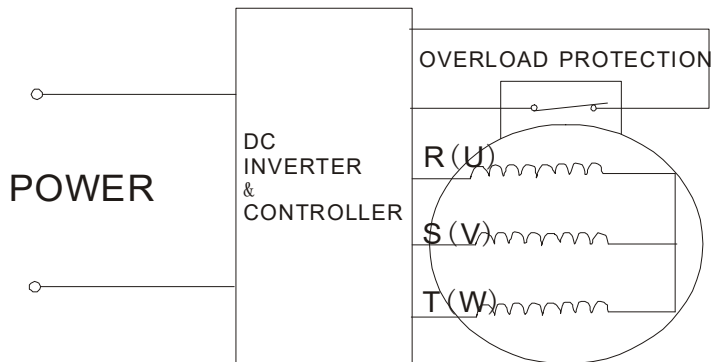 OVERLOAD PROTECTION
POWER
DC
INVERTER
&
CONTROLLER
R(U)
S(V)
T(W)